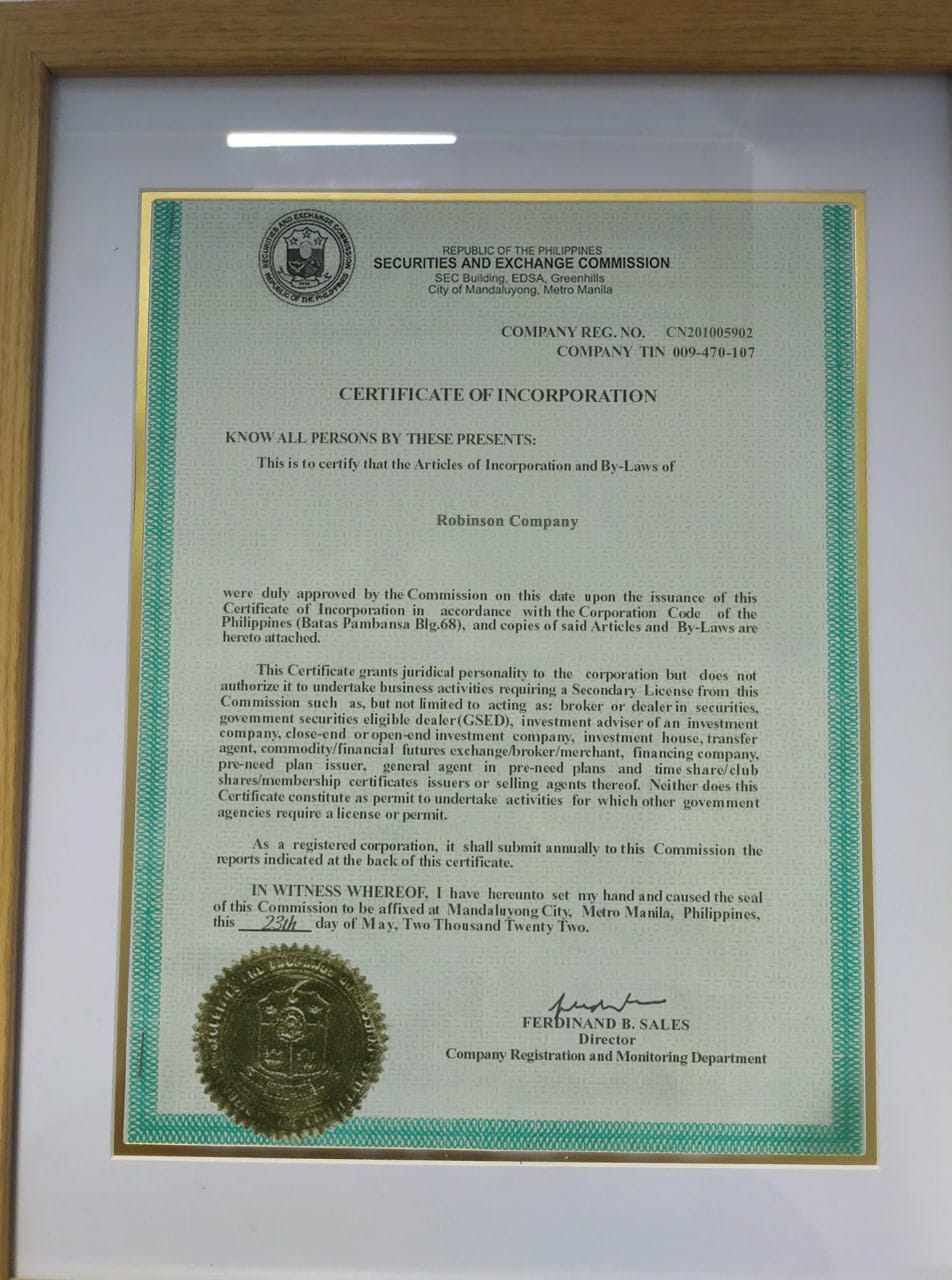 SECURITIES AND EXCHANGE COMMISSION
REPUBLIC OF THE PHILIPPINES
REPUBLIC OF THE PHILIPPINES
SECURITIES AND EXCHANGE COMMISSION
SEC Building, EDSA, Greenhills
City of Mandaluyong, Metro Manila
COMPANY REG. NO. CN201005902
COMPANY TIN 009-470-107
CERTIFICATE OF INCORPORATION
KNOW ALL PERSONS BY THESE PRESENTS:
This is to certify that the Articles of Incorporation and By-Laws of
Robinson Company
were duly approved by the Commission on this date upon the issuance of this
Certificate of Incorporation in accordance with the Corporation Code of the
Philippines (Batas Pambansa Blg.68), and copies of said Articles and By-Laws are
hereto attached.
This Certificate grants juridical personality to the corporation but does not
authorize it to undertake business activities requiring a Secondary License from this
Commission such as, but not limited to acting as: broker or dealer in securities,
govemment securities eligible dealer(GSED), investment adviser of an investment
company, close-end or open-end investment company, investment house, transfer
agent, commodity/financial futures exchange/broker/merchant, financing company,
pre-need plan issuer, general agent in pre-need plans and time share/club
shares/membership certificates issuers or selling agents thereof. Neither does this
Certificate constitute as permit to undertake activities for which other govemment
agencies require a license or permit.
As a registered corporation, it shall submit annually to this Commission the
reports indicated at the back of this certificate.
IN WITNESS WHEREOF, I have hereunto set my hand and caused the seal
of this Commission to be affixed at Mandaluyong City, Metro Manila, Philippines,
this 23th day of May, Two Thousand Twenty Two.
FERDINAND B. SALES
Director
Company Registration and Monitoring Department